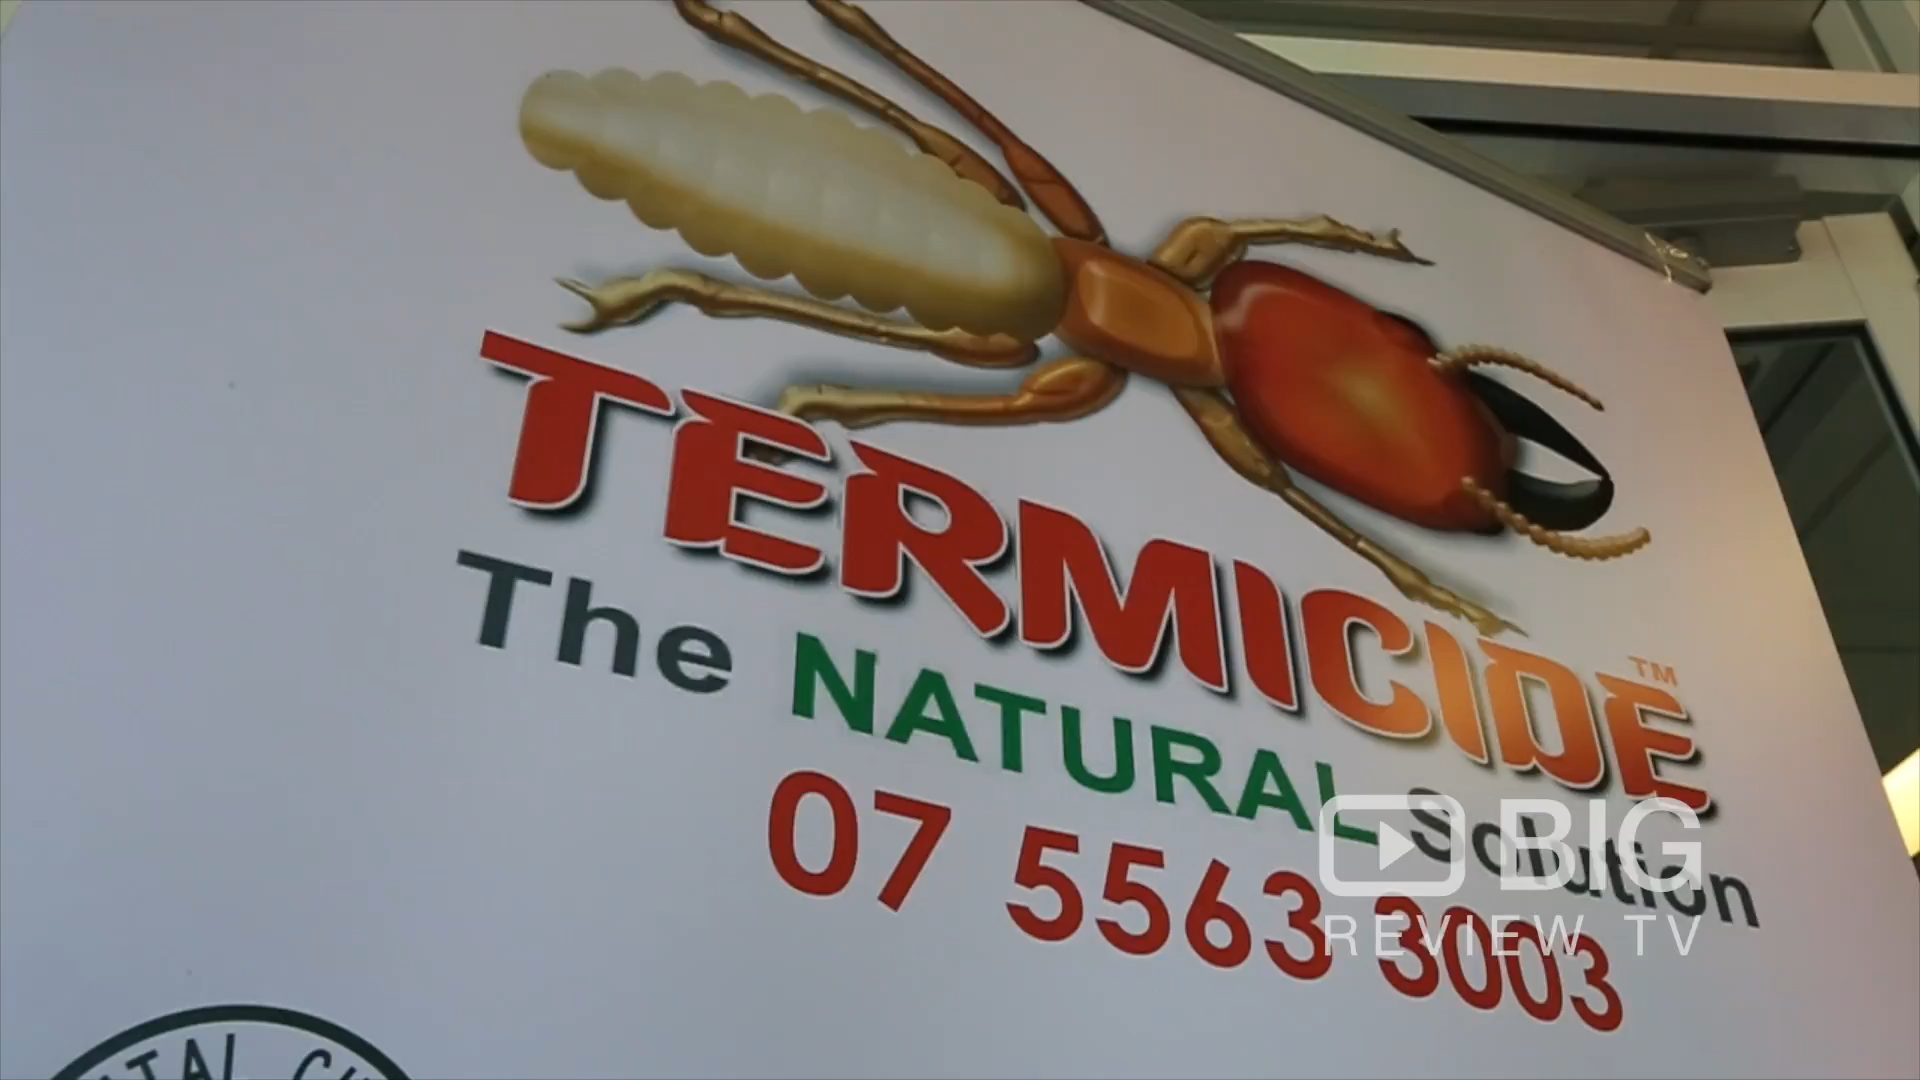 TERMICIDE™
The NATURAL Solution
07 5563 3003
BIG
REVIEW TV